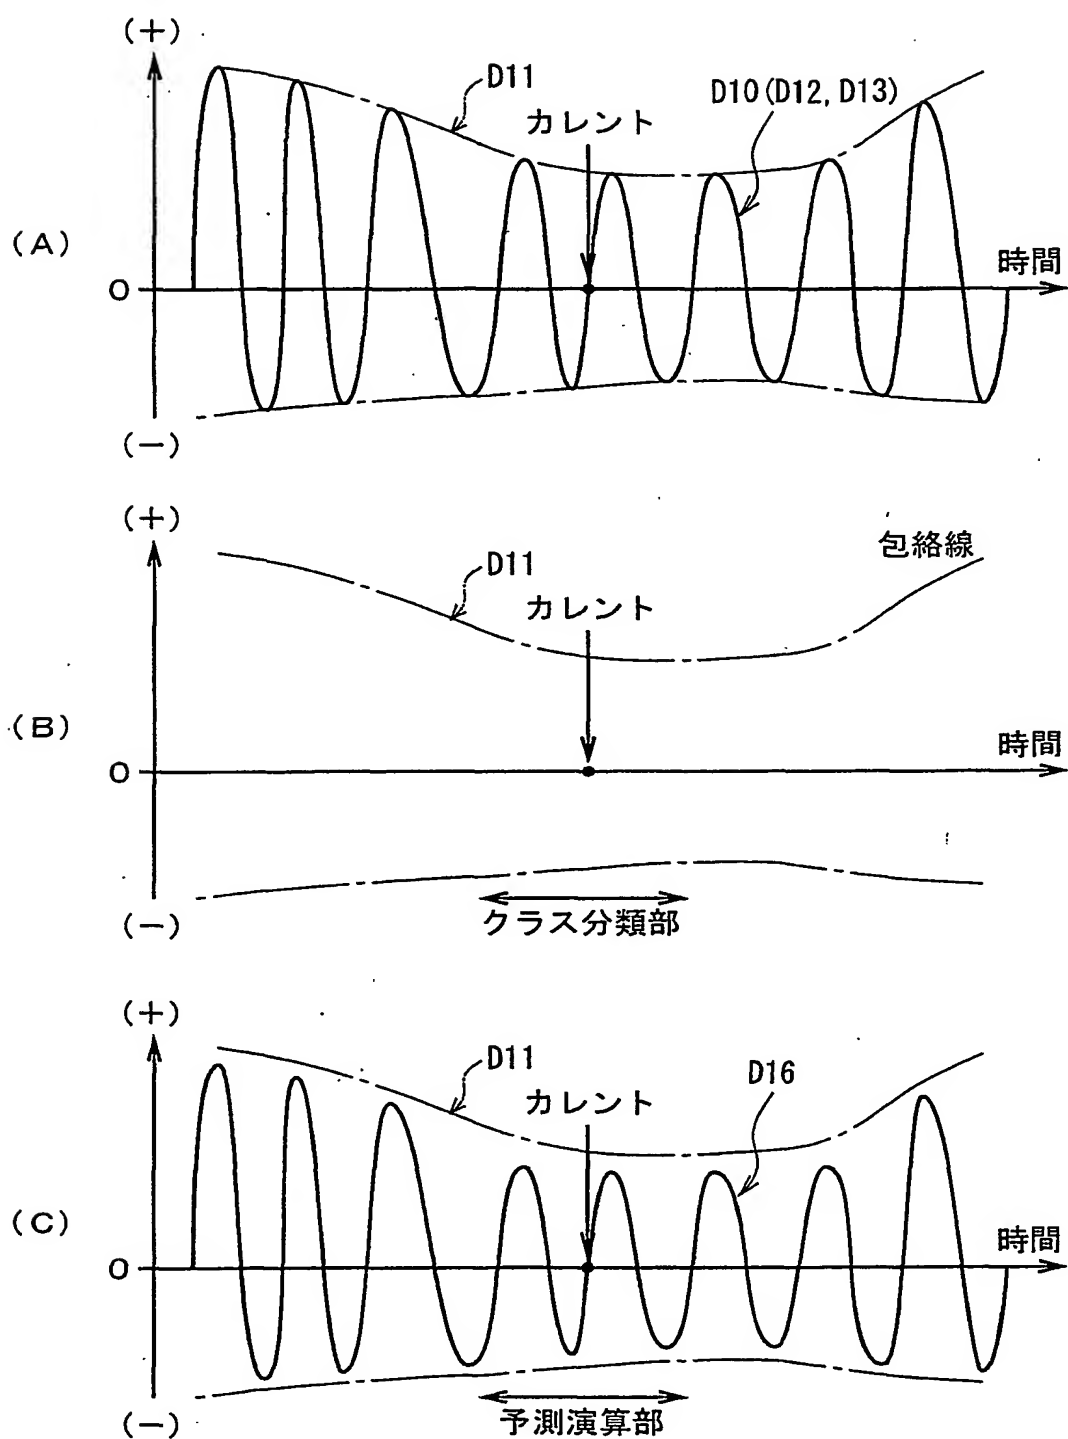 (+)
D11
D10(D12, D13)
カレント
(A)
時間
0
(-)
(+)
包絡線
D11
カレント
(B)
時間
0
クラス分類部
(-)
(+)
D11
D16
カレント
(C)
時間
0
予測演算部
(-)